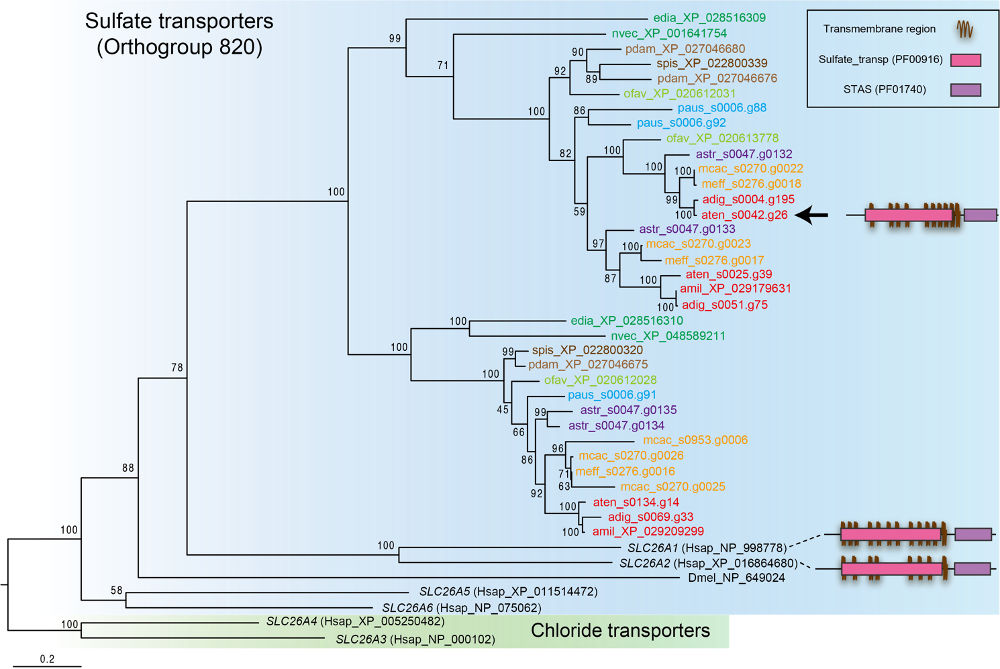 Sulfate transporters
(Orthogroup 820)
Transmembrane region
Sulfate_transp (PF00916)
STAS (PF01740)
edia_XP_028516309
99
nvec_XP_001641754
71
pdam_XP_027046680
90
spis_XP_022800339
92
89
pdam_XP_027046676
ofav_XP_020612031
100
paus_s0006.g88
86
paus_s0006.g92
82
ofav_XP_020613778
100
astr_s0047.g0132
100
mcac_s0270.g0022
100
meff_s0276.g0018
99
adig_s0004.g195
100
aten_s0042.g26
59
astr_s0047.g0133
97
mcac_s0270.g0023
100
meff_s0276.g0017
87
aten_s0025.g39
100
amil_XP_029179631
100
adig_s0051.g75
100
edia_XP_028516310
100
nvec_XP_048589211
100
spis_XP_022800320
99
pdam_XP_027046675
100
ofav_XP_020612028
45
paus_s0006.g91
66
astr_s0047.g0135
99
astr_s0047.g0134
86
mcac_s0953.g0006
96
mcac_s0270.g0026
71
meff_s0276.g0016
63
mcac_s0270.g0025
92
aten_s0134.g14
100
adig_s0069.g33
100
amil_XP_029209299
78
100
SLC26A1 (Hsap_NP_998778)
SLC26A2 (Hsap_XP_016864680)
88
Dmel_NP_649024
100
58
SLC26A5 (Hsap_XP_011514472)
SLC26A6 (Hsap_NP_075062)
100
SLC26A4 (Hsap_XP_005250482)
SLC26A3 (Hsap_NP_000102)
Chloride transporters
0.2